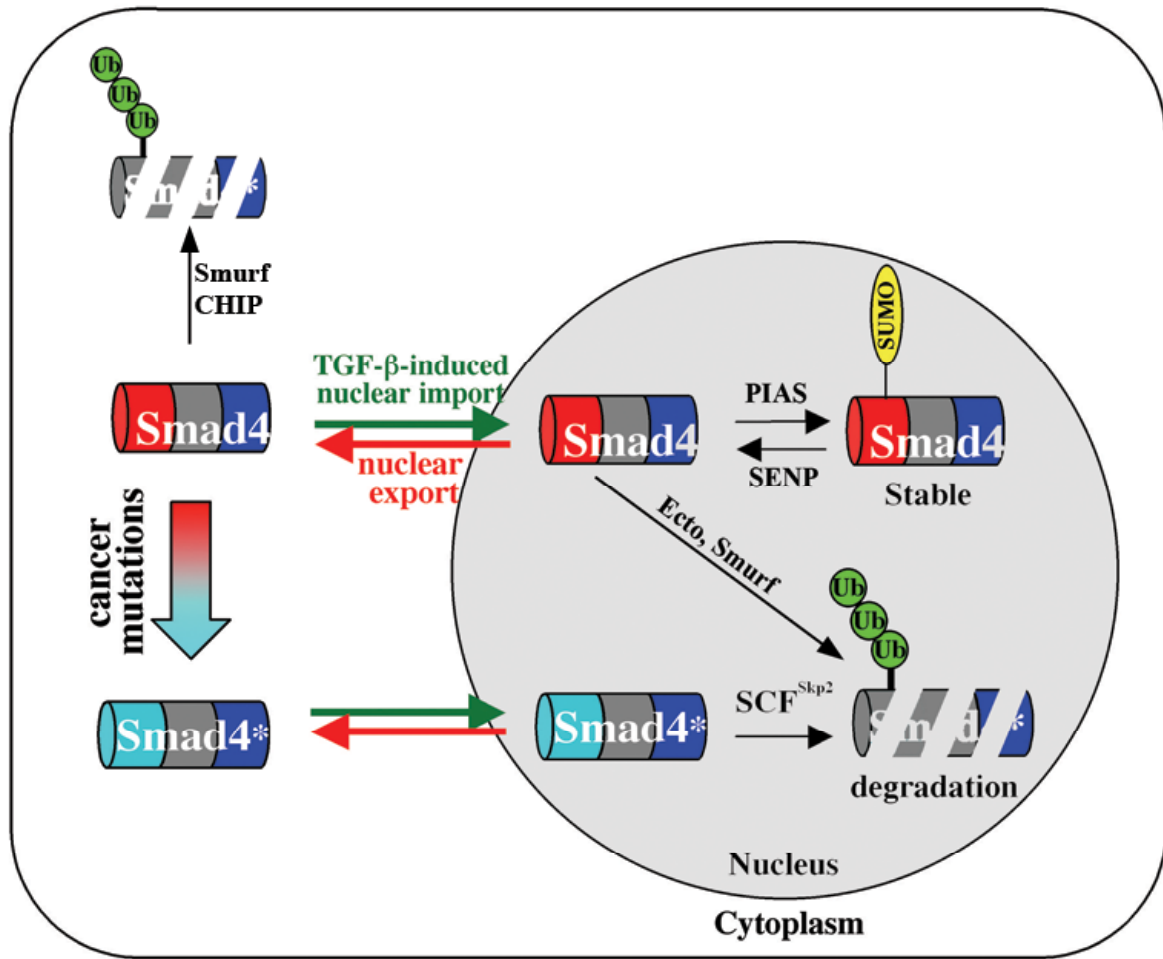 Ub
Ub
Ub
Smad4*
Smurf
CHIP
TGF-β-induced
nuclear import
Smad4
nuclear
export
Smad4
PIAS
SENP
SUMO
Smad4
Stable
cancer
mutations
Ecto, Smurf
Ub
Ub
Ub
Smad4*
Smad4*
SCF^Skp2
Smad4*
degradation
Nucleus
Cytoplasm